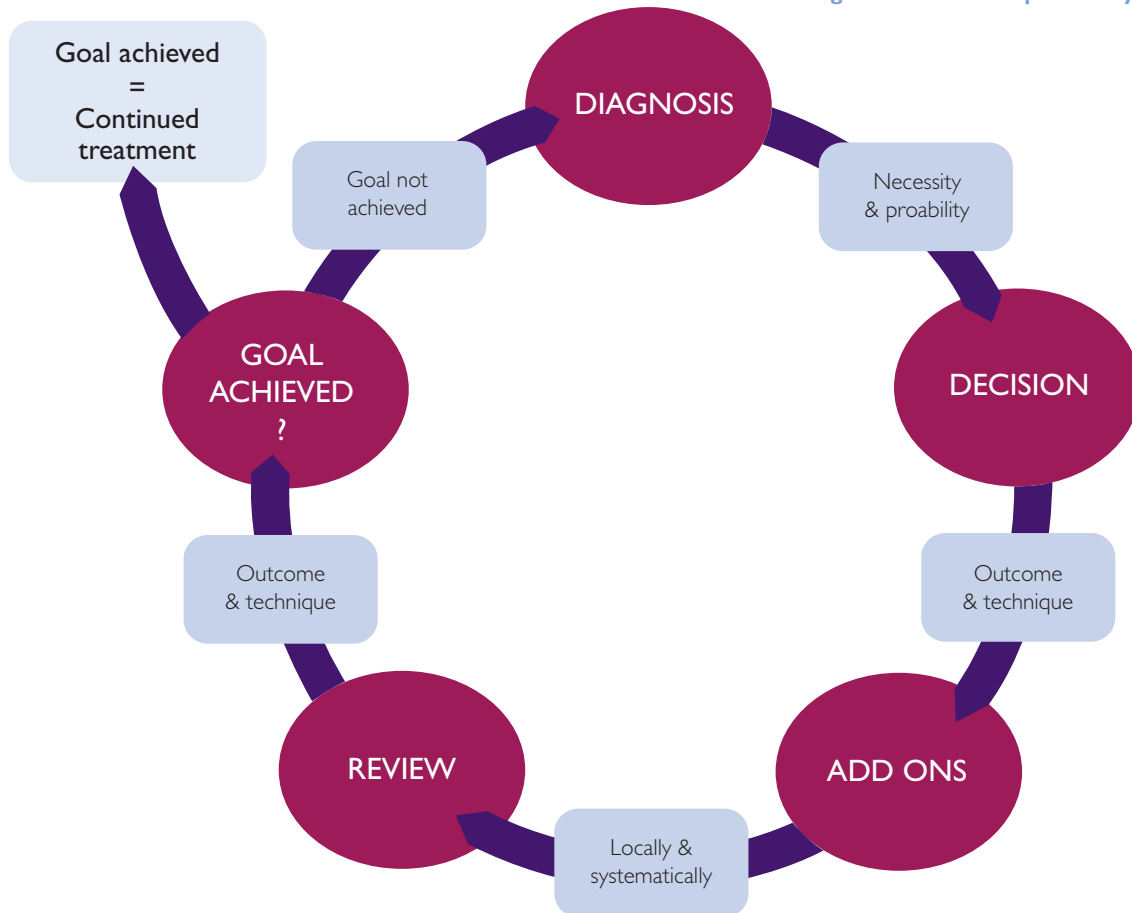 Goal achieved
=
Continued
treatment
DIAGNOSIS
Goal not
achieved
Necessity
& proability
GOAL
ACHIEVED
?
DECISION
Outcome
& technique
Outcome
& technique
REVIEW
ADD ONS
Locally &
systematically